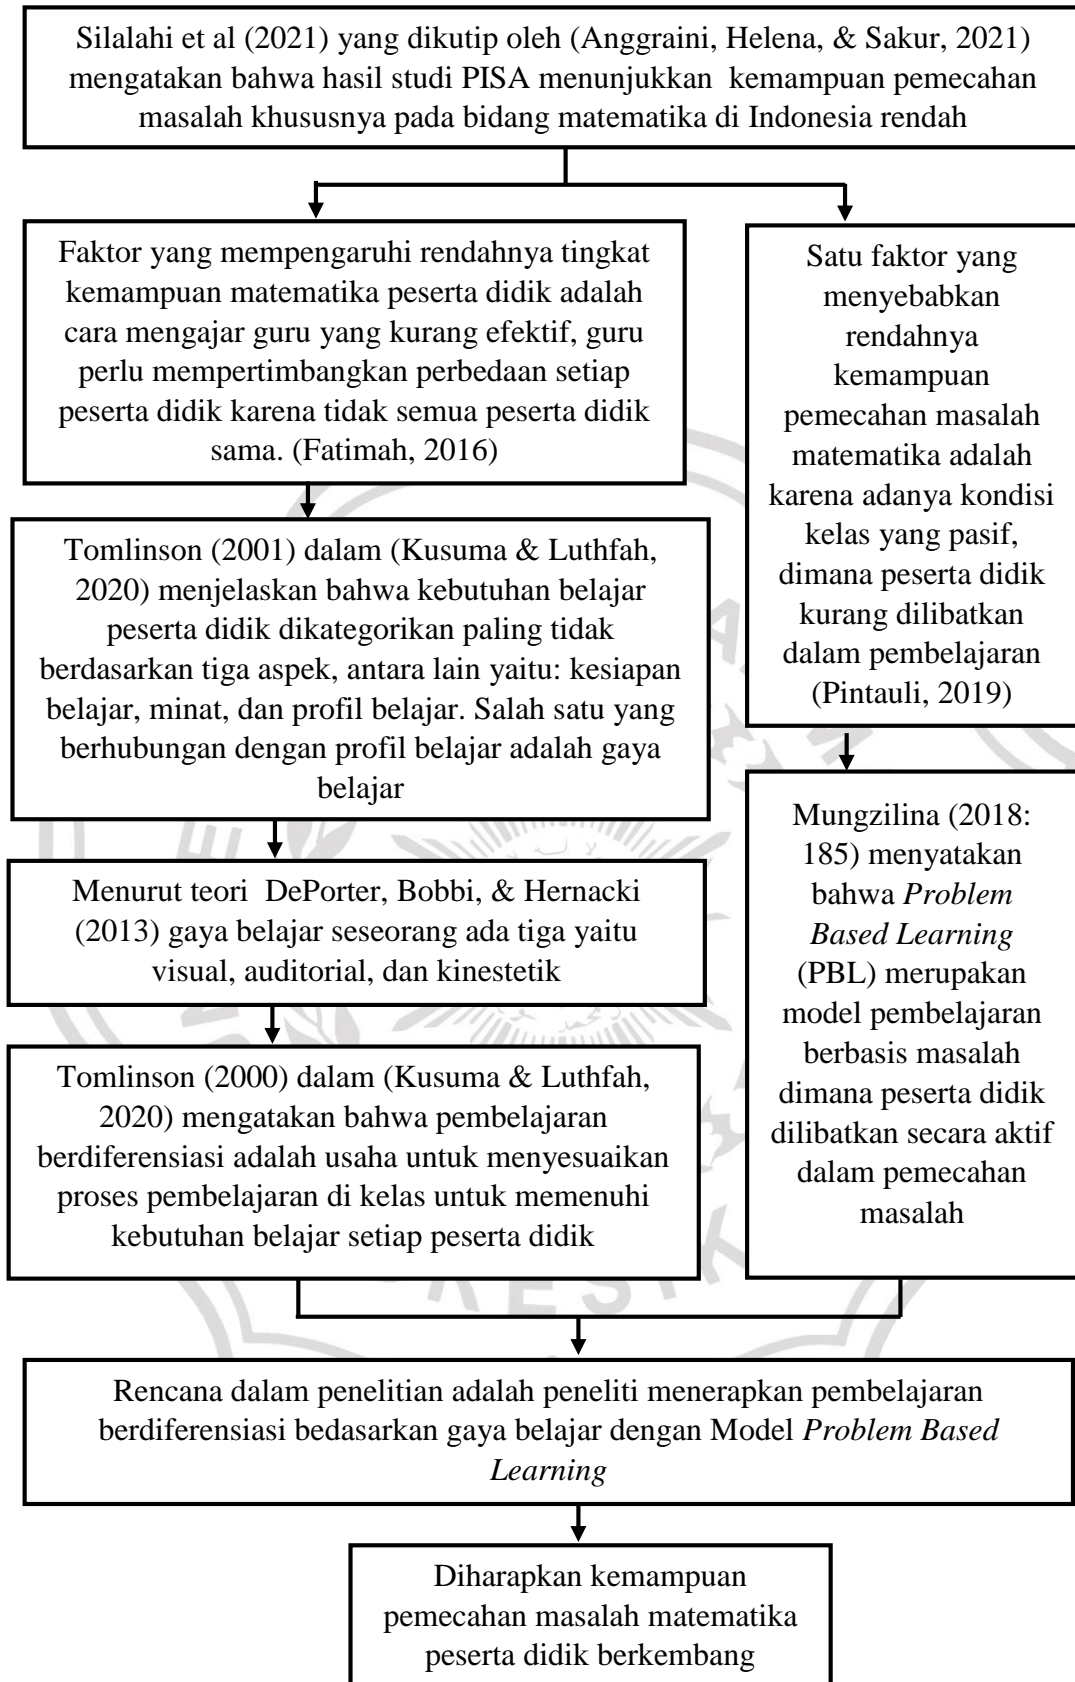 Silalahi et al (2021) yang dikutip oleh (Anggraini, Helena, & Sakur, 2021)
mengatakan bahwa hasil studi PISA menunjukkan kemampuan pemecahan
masalah khususnya pada bidang matematika di Indonesia rendah
Faktor yang mempengaruhi rendahnya tingkat
kemampuan matematika peserta didik adalah
cara mengajar guru yang kurang efektif, guru
perlu mempertimbangkan perbedaan setiap
peserta didik karena tidak semua peserta didik
sama. (Fatimah, 2016)
Tomlinson (2001) dalam (Kusuma & Luthfah,
2020) menjelaskan bahwa kebutuhan belajar
peserta didik dikategorikan paling tidak
berdasarkan tiga aspek, antara lain yaitu: kesiapan
belajar, minat, dan profil belajar. Salah satu yang
berhubungan dengan profil belajar adalah gaya
belajar
Menurut teori DePorter, Bobbi, & Hernacki
(2013) gaya belajar seseorang ada tiga yaitu
visual, auditorial, dan kinestetik
Tomlinson (2000) dalam (Kusuma & Luthfah,
2020) mengatakan bahwa pembelajaran
berdiferensiasi adalah usaha untuk menyesuaikan
proses pembelajaran di kelas untuk memenuhi
kebutuhan belajar setiap peserta didik
Satu faktor yang
menyebabkan
rendahnya
kemampuan
pemecahan masalah
matematika adalah
karena adanya kondisi
kelas yang pasif,
dimana peserta didik
kurang dilibatkan
dalam pembelajaran
(Pintauli, 2019)
Mungzilina (2018:
185) menyatakan
bahwa Problem
Based Learning
(PBL) merupakan
model pembelajaran
berbasis masalah
dimana peserta didik
dilibatkan secara aktif
dalam pemecahan
masalah
Rencana dalam penelitian adalah peneliti menerapkan pembelajaran
berdiferensiasi bedasarkan gaya belajar dengan Model Problem Based
Learning
Diharapkan kemampuan
pemecahan masalah matematika
peserta didik berkembang